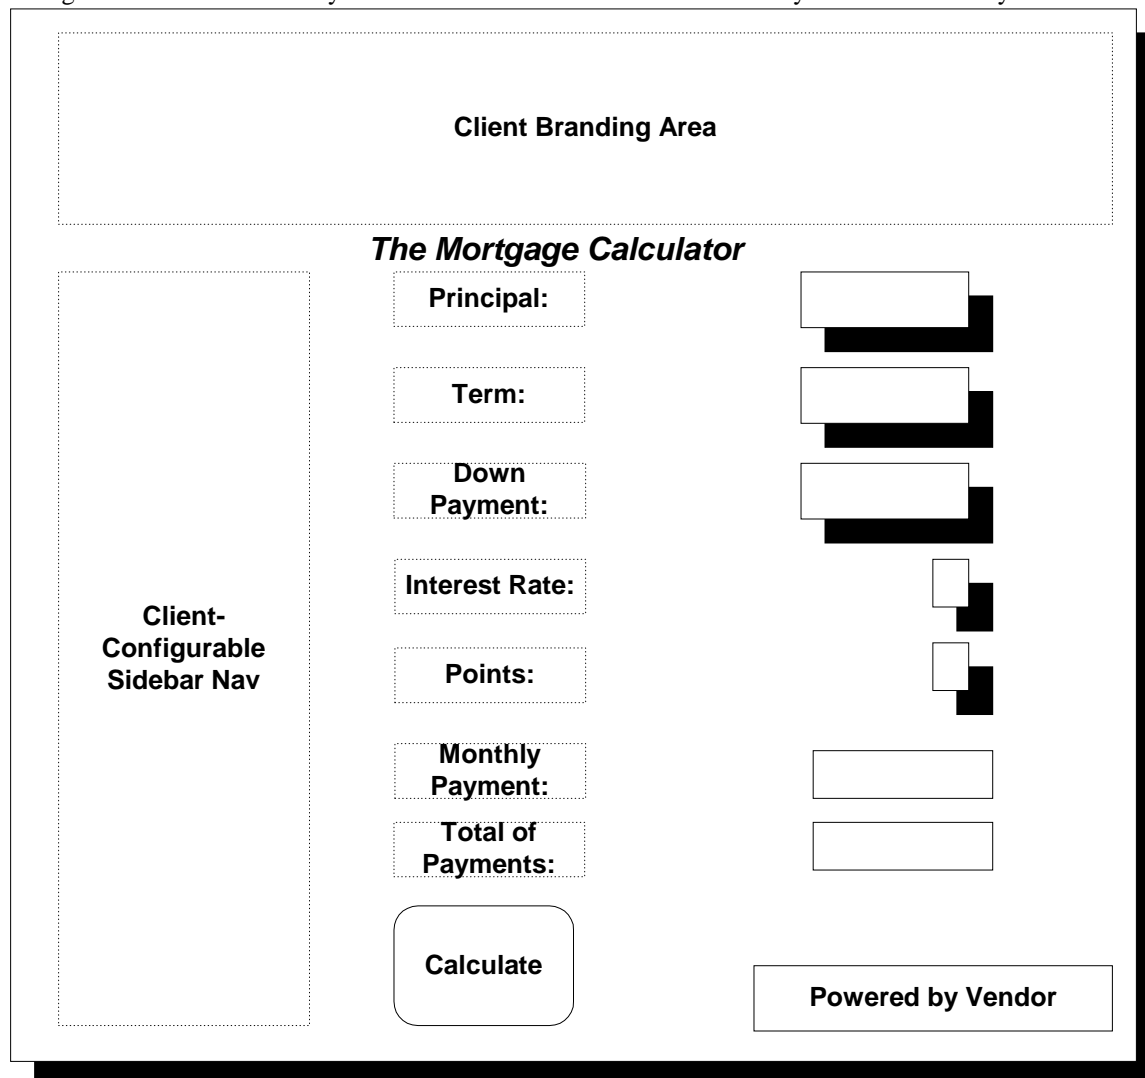 Client Branding Area
The Mortgage Calculator
Principal:
Term:
Down
Payment:
Interest Rate:
Client-
Configurable
Sidebar Nav
Points:
Monthly
Payment:
Total of
Payments:
Calculate
Powered by Vendor